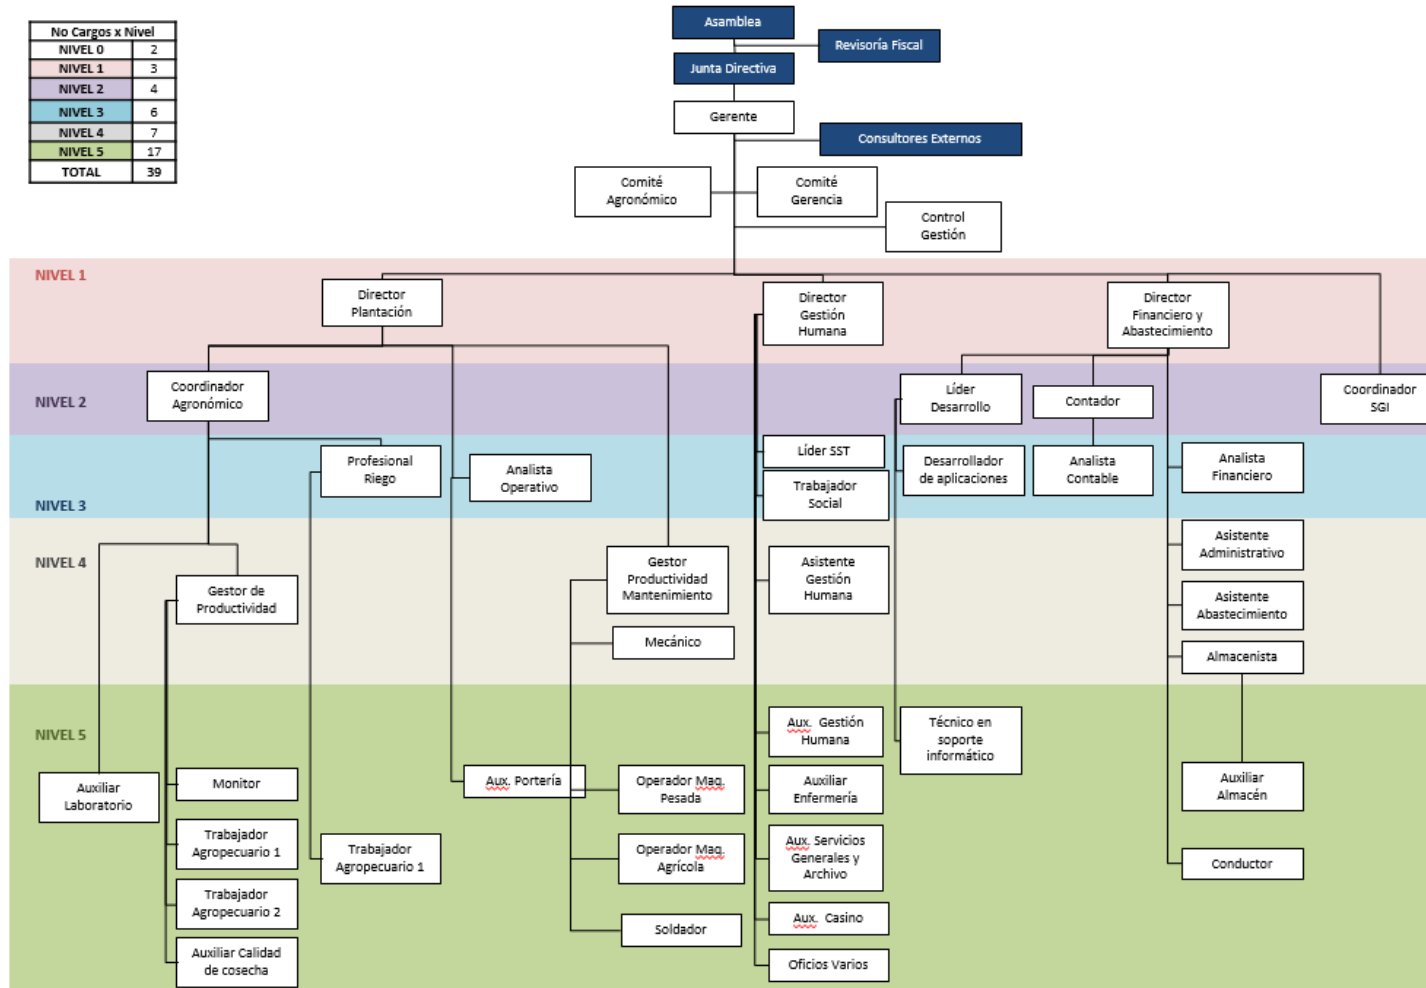 No Cargos x Nivel
NIVEL 0 2
NIVEL 1 3
NIVEL 2 4
NIVEL 3 6
NIVEL 4 7
NIVEL 5 17
TOTAL 39
Asamblea
Revisoría Fiscal
Junta Directiva
Gerente
Consultores Externos
Comité
Agronómico
Comité
Gerencia
Control
Gestión
NIVEL 1
Director
Plantación
Director
Gestión
Humana
Director
Financiero y
Abastecimiento
NIVEL 2
Coordinador
Agronómico
Líder
Desarrollo
Contador
Coordinador
SGI
NIVEL 3
Profesional
Riego
Analista
Operativo
Líder SST
Trabajador
Social
Desarrollador
de aplicaciones
Analista
Contable
Analista
Financiero
NIVEL 4
Gestor de
Productividad
Gestor
Productividad
Mantenimiento
Mecánico
Asistente
Gestión
Humana
Asistente
Administrativo
Asistente
Abastecimiento
Almacenista
NIVEL 5
Auxiliar
Laboratorio
Monitor
Trabajador
Agropecuario 1
Trabajador
Agropecuario 2
Auxiliar Calidad
de cosecha
Trabajador
Agropecuario 1
Aux. Portería
Operador Maq.
Pesada
Operador Maq.
Agrícola
Soldador
Aux. Gestión
Humana
Auxiliar
Enfermería
Aux. Servicios
Generales y
Archivo
Aux. Casino
Oficios Varios
Técnico en
soporte
informático
Auxiliar
Almacén
Conductor